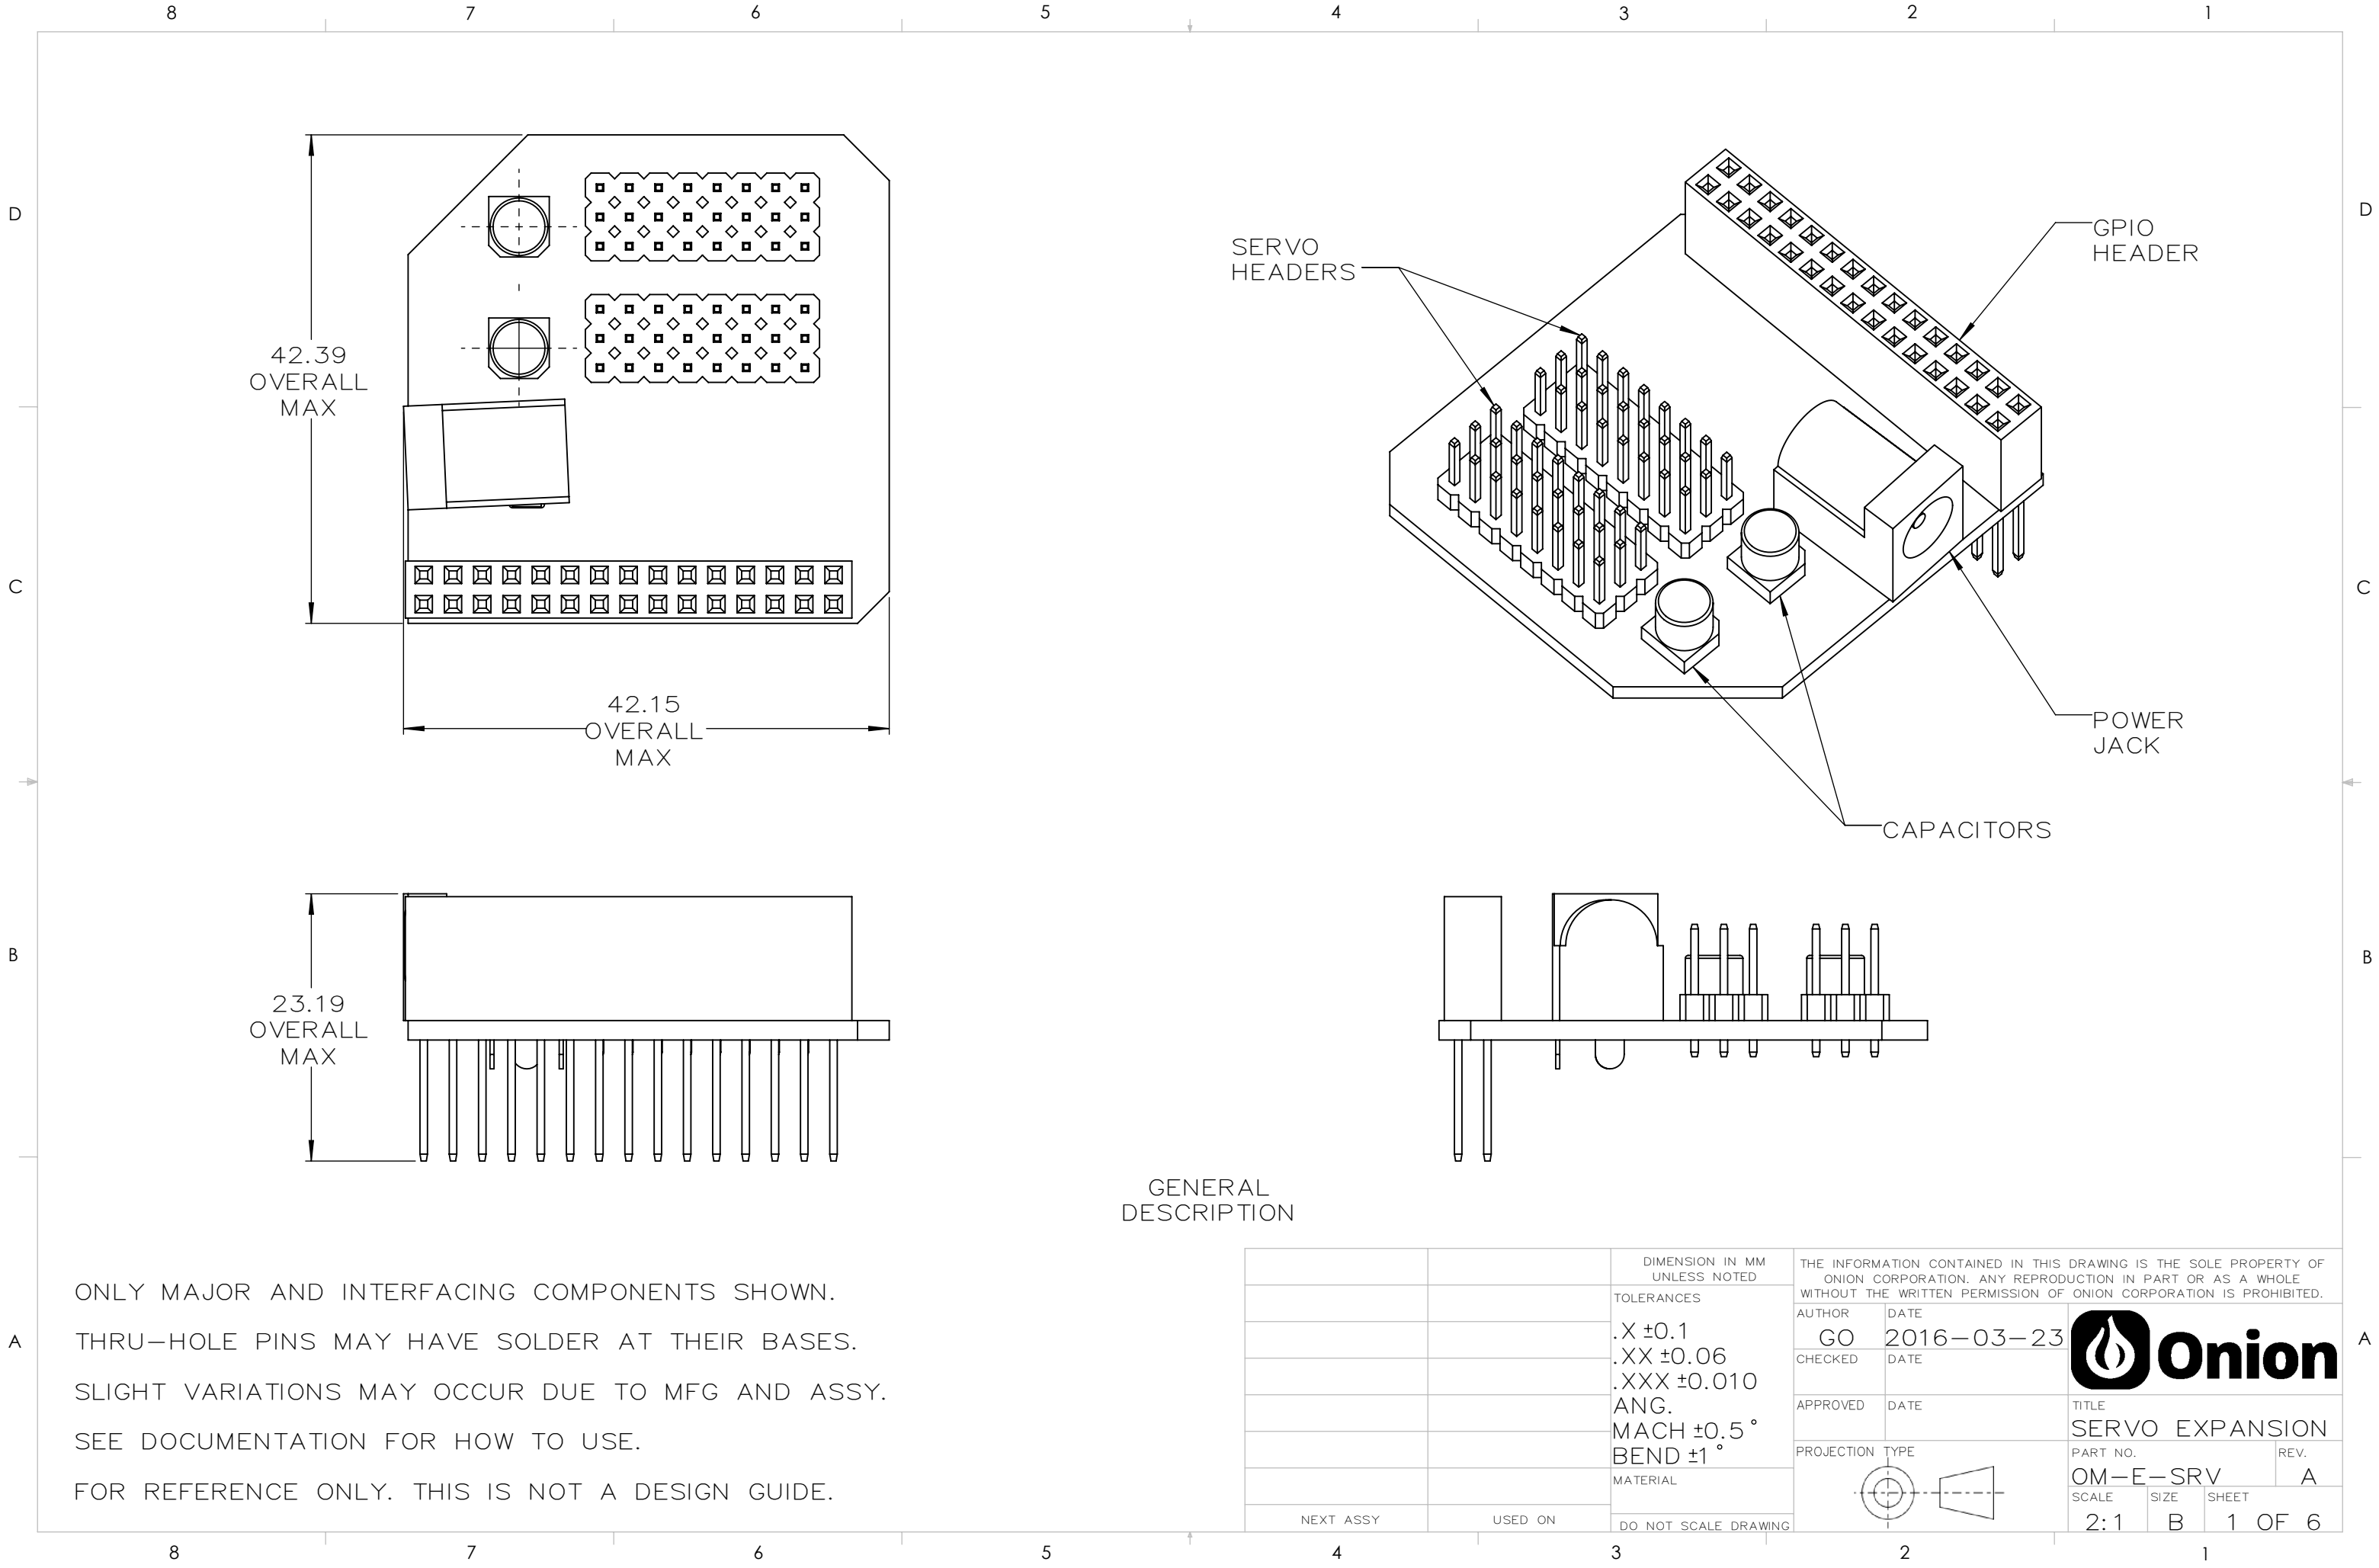 8 7 6 5 4 3 2 1
D
D
42.39
OVERALL
MAX
SERVO
HEADERS
GPIO
HEADER
C
C
42.15
OVERALL
MAX
POWER
JACK
CAPACITORS
B
B
23.19
OVERALL
MAX
GENERAL
DESCRIPTION
ONLY MAJOR AND INTERFACING COMPONENTS SHOWN.
THRU-HOLE PINS MAY HAVE SOLDER AT THEIR BASES.
SLIGHT VARIATIONS MAY OCCUR DUE TO MFG AND ASSY.
SEE DOCUMENTATION FOR HOW TO USE.
FOR REFERENCE ONLY. THIS IS NOT A DESIGN GUIDE.
A
A
NEXT ASSY
USED ON
DIMENSION IN MM
UNLESS NOTED
TOLERANCES
.X ±0.1
.XX ±0.06
.XXX ±0.010
ANG.
MACH ±0.5°
BEND ±1°
MATERIAL
DO NOT SCALE DRAWING
THE INFORMATION CONTAINED IN THIS DRAWING IS THE SOLE PROPERTY OF
ONION CORPORATION. ANY REPRODUCTION IN PART OR AS A WHOLE
WITHOUT THE WRITTEN PERMISSION OF ONION CORPORATION IS PROHIBITED.
AUTHOR
GO
DATE
2016-03-23
CHECKED
DATE
APPROVED
DATE
PROJECTION TYPE
Onion
TITLE
SERVO EXPANSION
PART NO.
OM-E-SRV
REV.
A
SCALE
2:1
SIZE
B
SHEET
1 OF 6
8 7 6 5 4 3 2 1